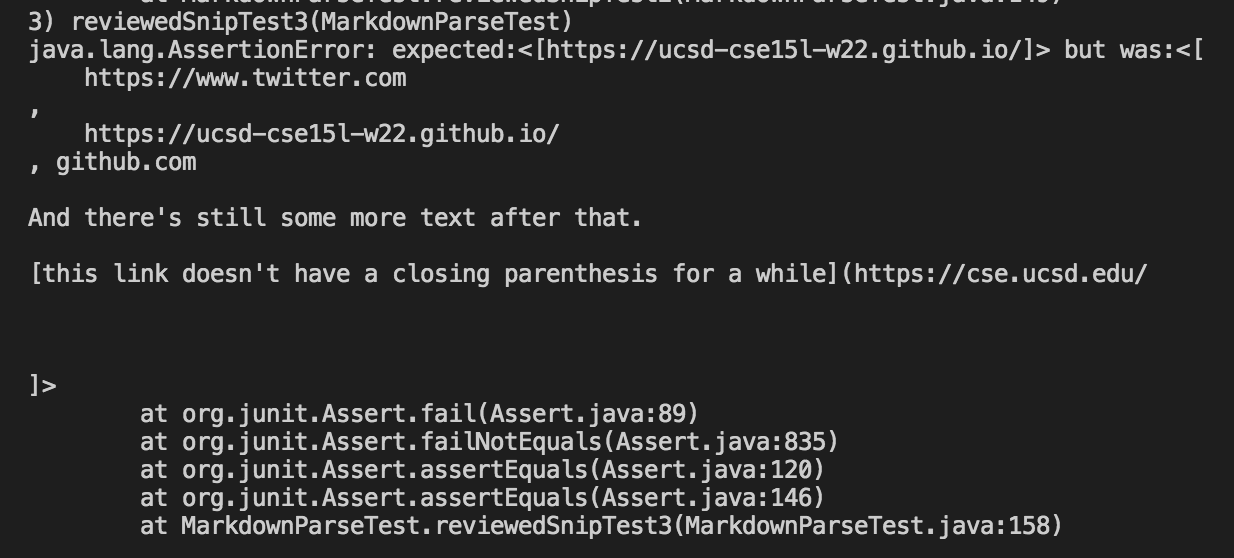 at MarkdownParseTest.reviewedSnipTest2(MarkdownParseTest.java:149)
3) reviewedSnipTest3(MarkdownParseTest)
java.lang.AssertionError: expected:<[https://ucsd-cse15l-w22.github.io/]> but was:<[
    https://www.twitter.com
,
    https://ucsd-cse15l-w22.github.io/
, github.com

And there's still some more text after that.

[this link doesn't have a closing parenthesis for a while](https://cse.ucsd.edu/



]>
        at org.junit.Assert.fail(Assert.java:89)
        at org.junit.Assert.failNotEquals(Assert.java:835)
        at org.junit.Assert.assertEquals(Assert.java:120)
        at org.junit.Assert.assertEquals(Assert.java:146)
        at MarkdownParseTest.reviewedSnipTest3(MarkdownParseTest.java:158)